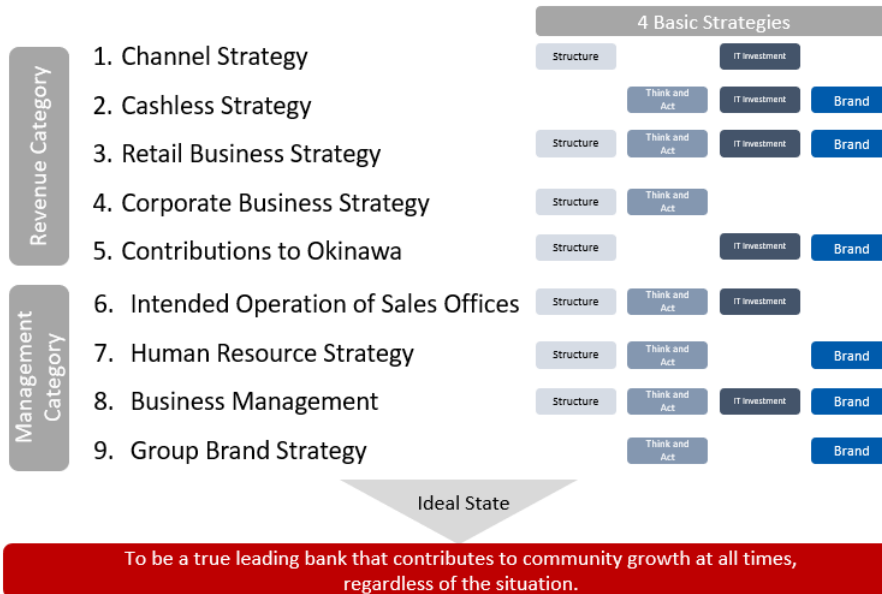 4 Basic Strategies
Revenue Category
1. Channel Strategy
Structure
IT Investment
2. Cashless Strategy
Think and
Act
IT Investment
Brand
3. Retail Business Strategy
Structure
Think and
Act
IT Investment
Brand
4. Corporate Business Strategy
Structure
Think and
Act
5. Contributions to Okinawa
Structure
IT Investment
Brand
Management
Category
6. Intended Operation of Sales Offices
Structure
Think and
Act
IT Investment
7. Human Resource Strategy
Structure
Think and
Act
Brand
8. Business Management
Structure
Think and
Act
IT Investment
Brand
9. Group Brand Strategy
Think and
Act
Brand
Ideal State
To be a true leading bank that contributes to community growth at all times,
regardless of the situation.